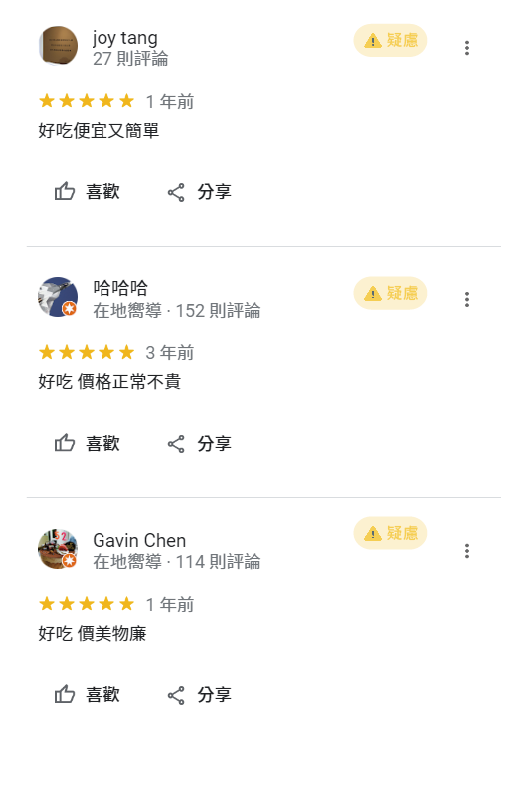 joy tang
疑慮
27 則評論
1 年前
好吃便宜又簡單
喜歡 分享
哈哈哈
疑慮
在地嚮導 · 152 則評論
3 年前
好吃 價格正常不貴
喜歡 分享
Gavin Chen
疑慮
在地嚮導 · 114 則評論
1 年前
好吃 價美物廉
喜歡 分享